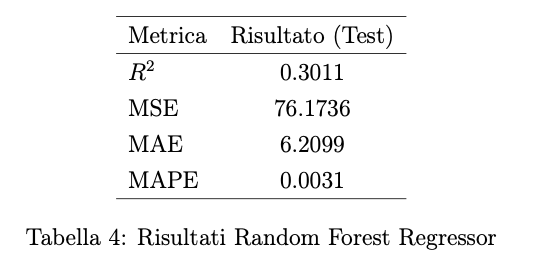 Metrica Risultato (Test)
R² 0.3011
MSE 76.1736
MAE 6.2099
MAPE 0.0031
Tabella 4: Risultati Random Forest Regressor